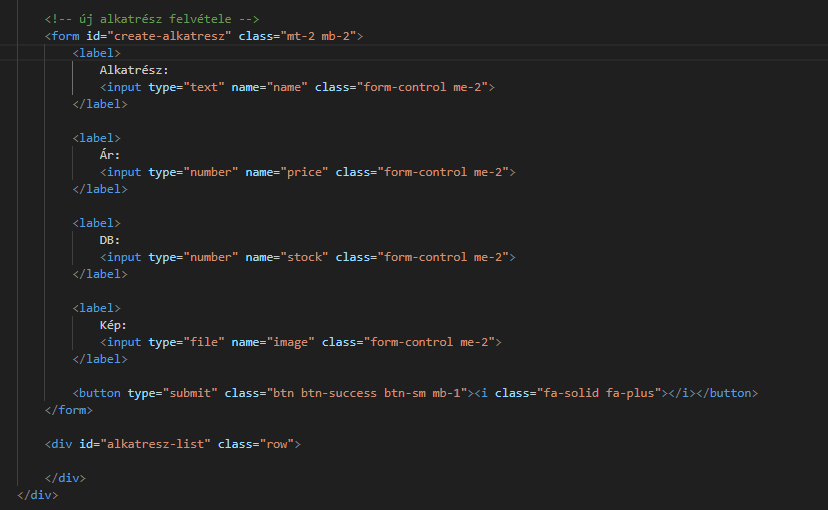 <!-- új alkatrész felvétele -->
<form id="create-alkatresz" class="mt-2 mb-2">
<label>
Alkatrész:
<input type="text" name="name" class="form-control me-2">
</label>
<label>
Ár:
<input type="number" name="price" class="form-control me-2">
</label>
<label>
DB:
<input type="number" name="stock" class="form-control me-2">
</label>
<label>
Kép:
<input type="file" name="image" class="form-control me-2">
</label>
<button type="submit" class="btn btn-success btn-sm mb-1"><i class="fa-solid fa-plus"></i></button>
</form>
<div id="alkatresz-list" class="row">
</div>
</div>